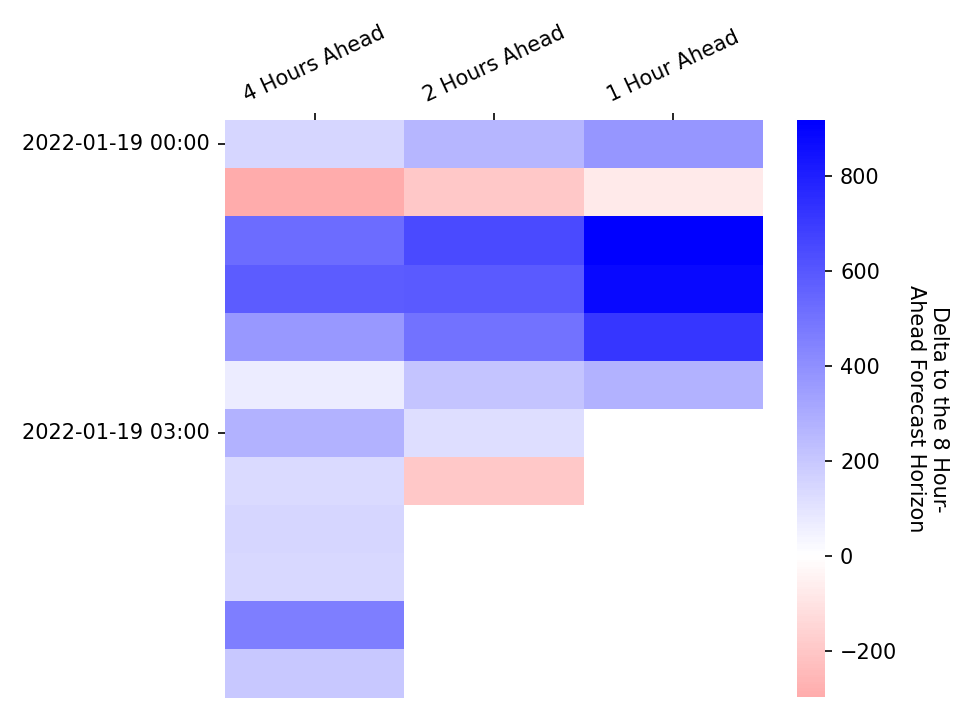 4 Hours Ahead
2 Hours Ahead
1 Hour Ahead
2022-01-19 00:00
2022-01-19 03:00
800
600
400
200
0
−200
Delta to the 8 Hour-
Ahead Forecast Horizon